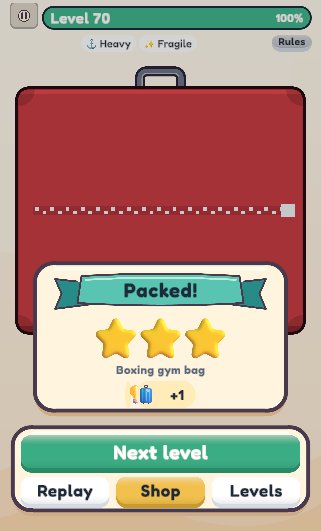 Level 70
100%
Heavy
Fragile
Rules
Packed!
Boxing gym bag
+1
Next level
Replay
Shop
Levels